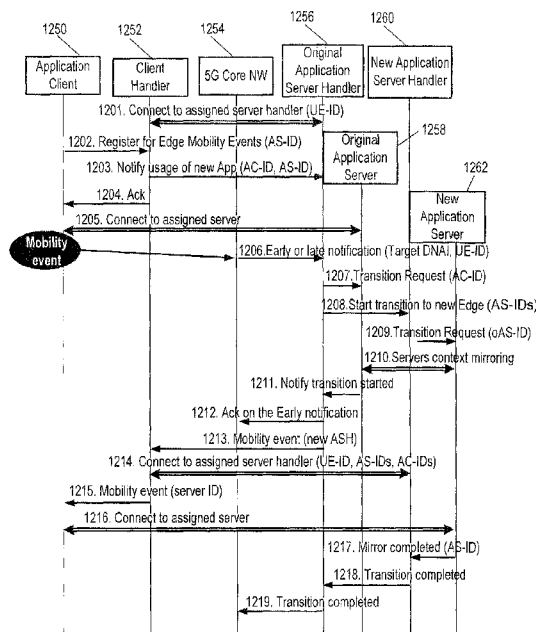 1250
1252
1254
1256
1260
Application
Client
Client
Handler
5G Core NW
Original
Application
Server Handler
New Application
Server Handler
1201. Connect to assigned server handler (UE-ID)
1202. Register for Edge Mobility Events (AS-ID)
Original
Application
Server
1258
1203. Notify usage of new App (AC-ID, AS-ID)
1204. Ack
1262
New
Application
Server
1205. Connect to assigned server
Mobility
event
1206.Early or late notification (Target DNAI, UE-ID)
1207.Transition Request (AC-ID)
1208.Start transition to new Edge (AS-IDs)
1209.Transition Request (oAS-ID)
1210.Servers context mirroring
1211. Notify transition started
1212. Ack on the Early notification
1213. Mobility event (new ASH)
1214. Connect to assigned server handler (UE-ID, AS-IDs, AC-IDs)
1215. Mobility event (server ID)
1216. Connect to assigned server
1217. Mirror completed (AS-ID)
1218. Transition completed
1219. Transition completed